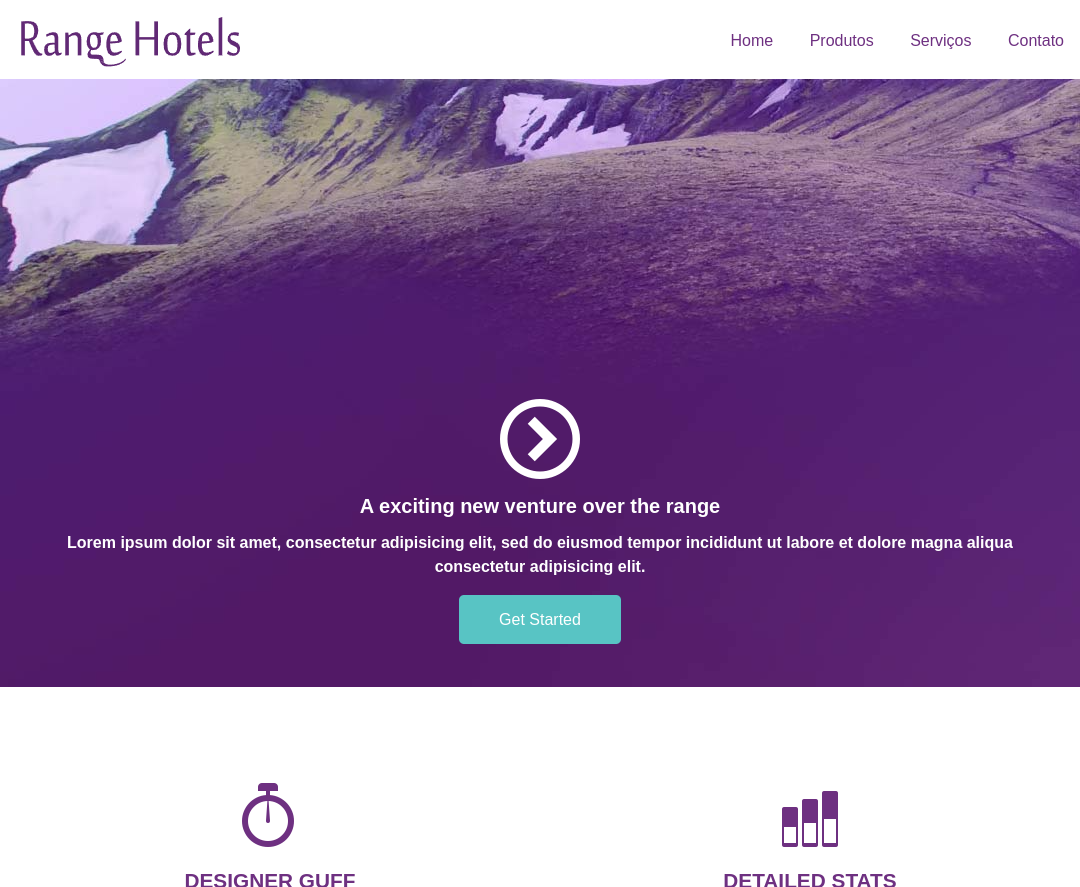 Range Hotels
Home Produtos Serviços Contato
A exciting new venture over the range
Lorem ipsum dolor sit amet, consectetur adipisicing elit, sed do eiusmod tempor incididunt ut labore et dolore magna aliqua
consectetur adipisicing elit.
Get Started
DESIGNER GUFF
DETAILED STATS